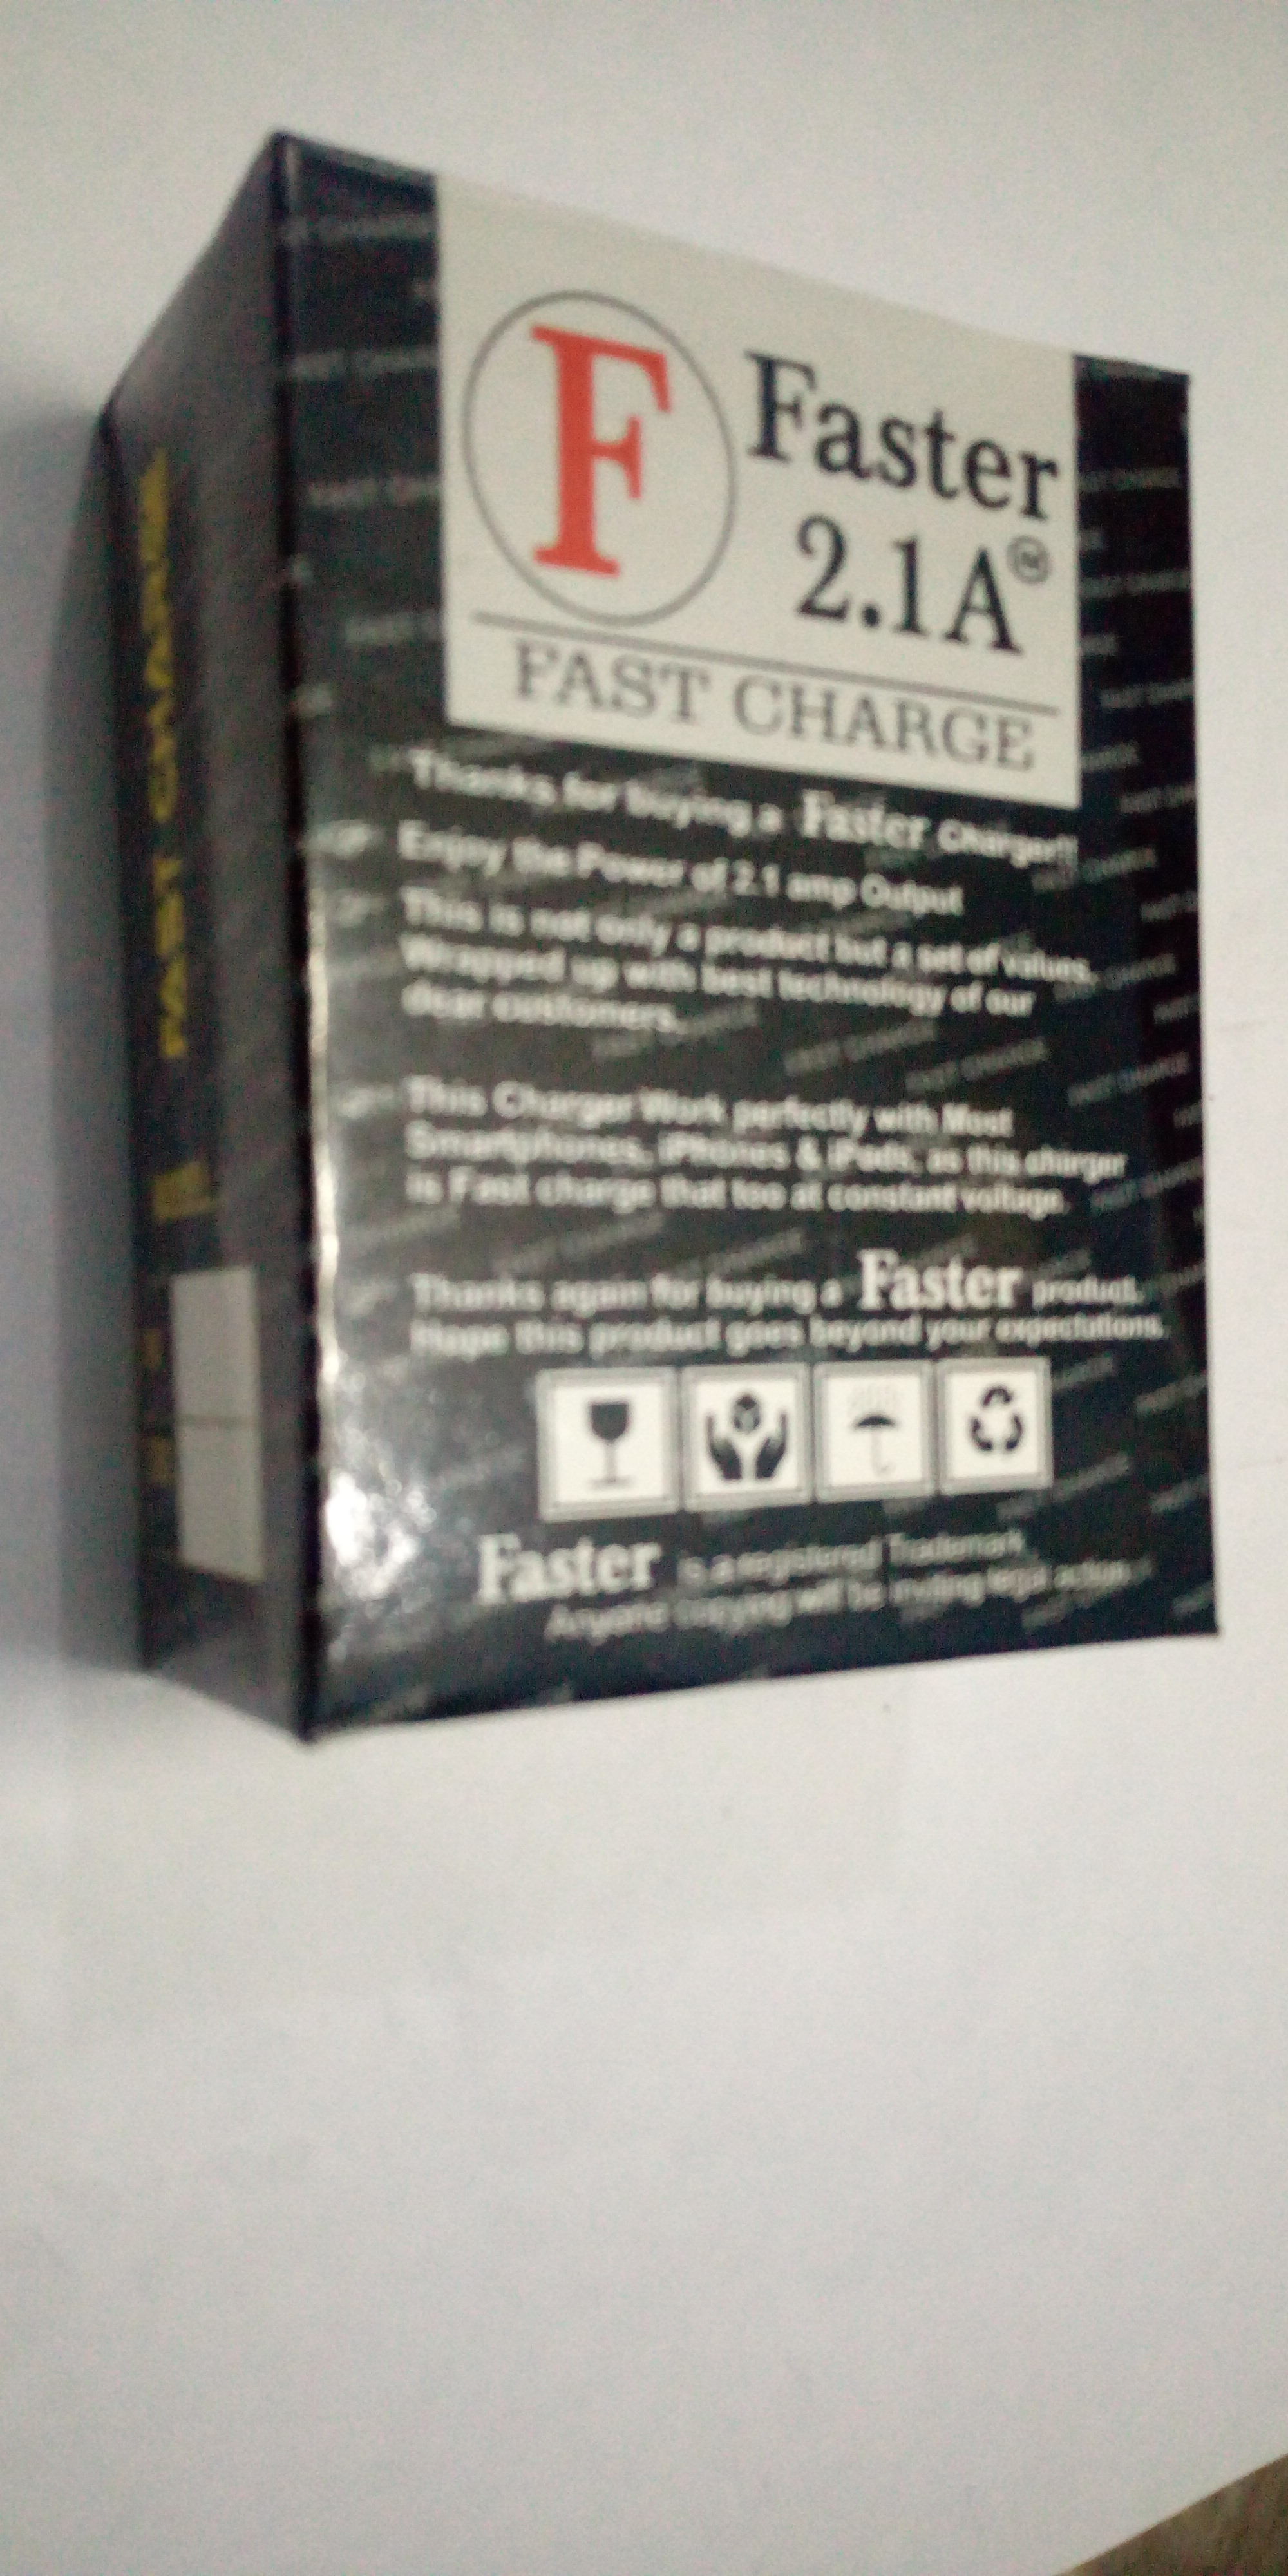 F
Faster
2.1A
FAST CHARGE
Thanks for buying a Faster Charger!!
Enjoy the Power of 2.1 amp Output
This is not only a product but a set of values,
Wrapped up with best technology of our
dear customers.
This Charger Work perfectly with Most
Smartphones, iPhones & iPads, as this charger
is Fast charge that too at constant voltage.
Thanks again for buying a Faster product.
Hope this product goes beyond your expectations.
Faster is a registered Trademark
Anyone copying will be inviting legal action.
FAST CHARGE